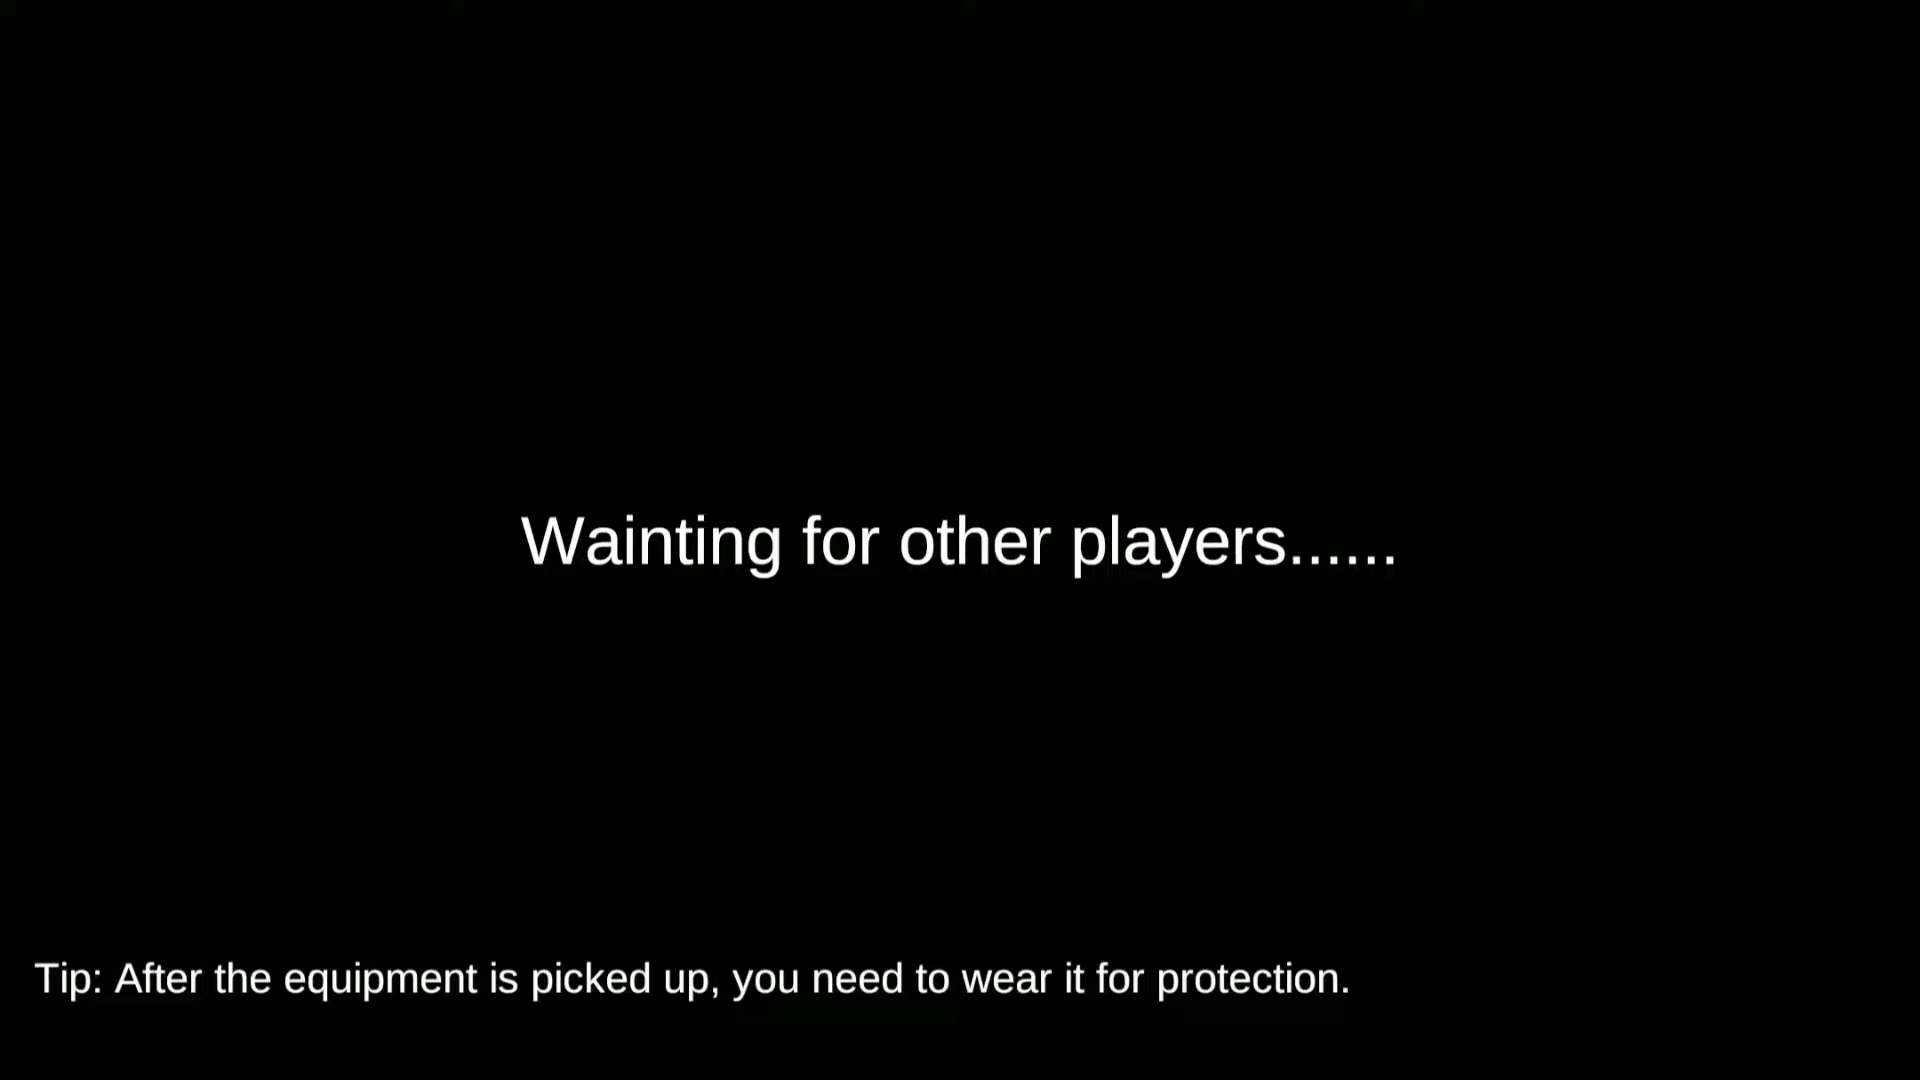 Wainting for other players......
Tip: After the equipment is picked up, you need to wear it for protection.